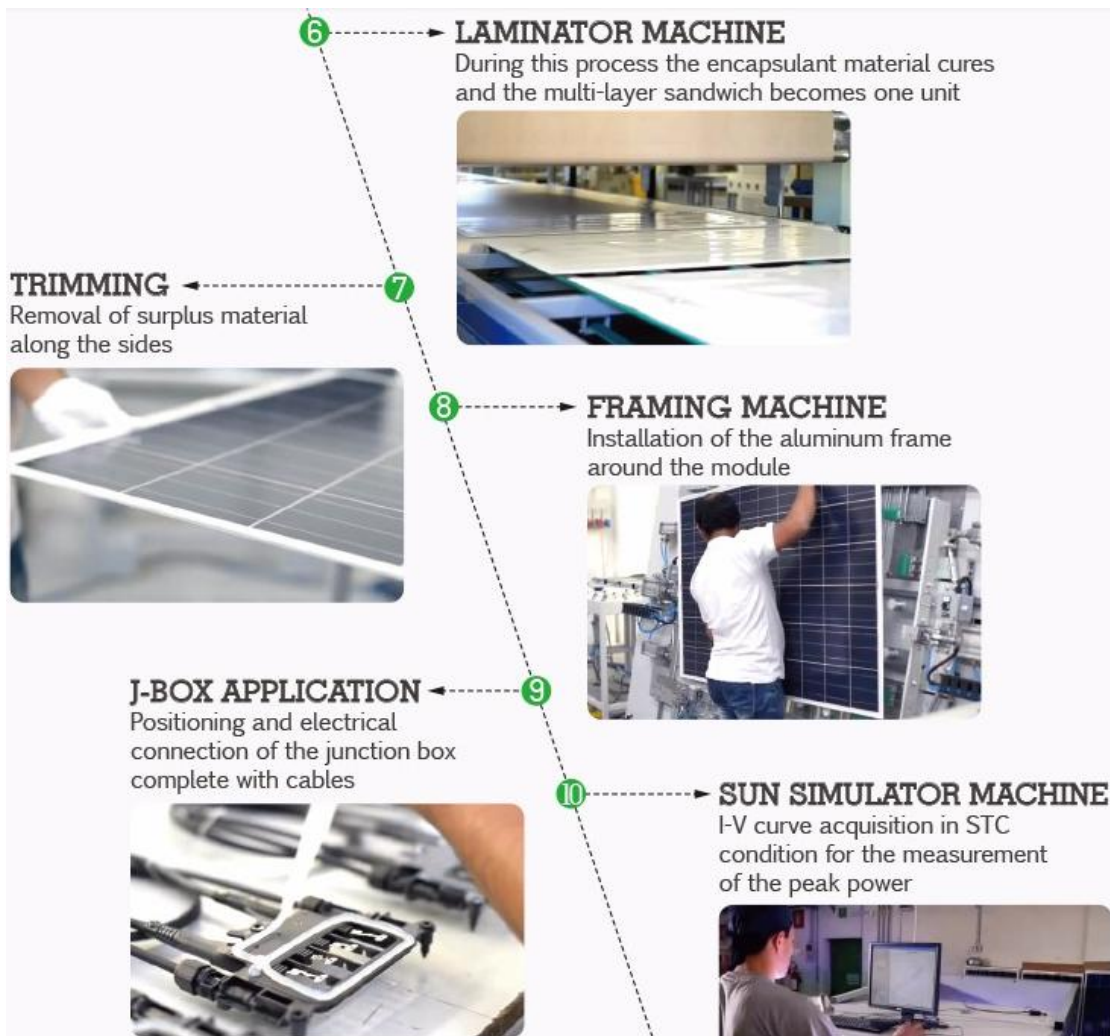 6
LAMINATOR MACHINE
During this process the encapsulant material cures
and the multi-layer sandwich becomes one unit
7
TRIMMING
Removal of surplus material
along the sides
8
FRAMING MACHINE
Installation of the aluminum frame
around the module
9
J-BOX APPLICATION
Positioning and electrical
connection of the junction box
complete with cables
10
SUN SIMULATOR MACHINE
I-V curve acquisition in STC
condition for the measurement
of the peak power